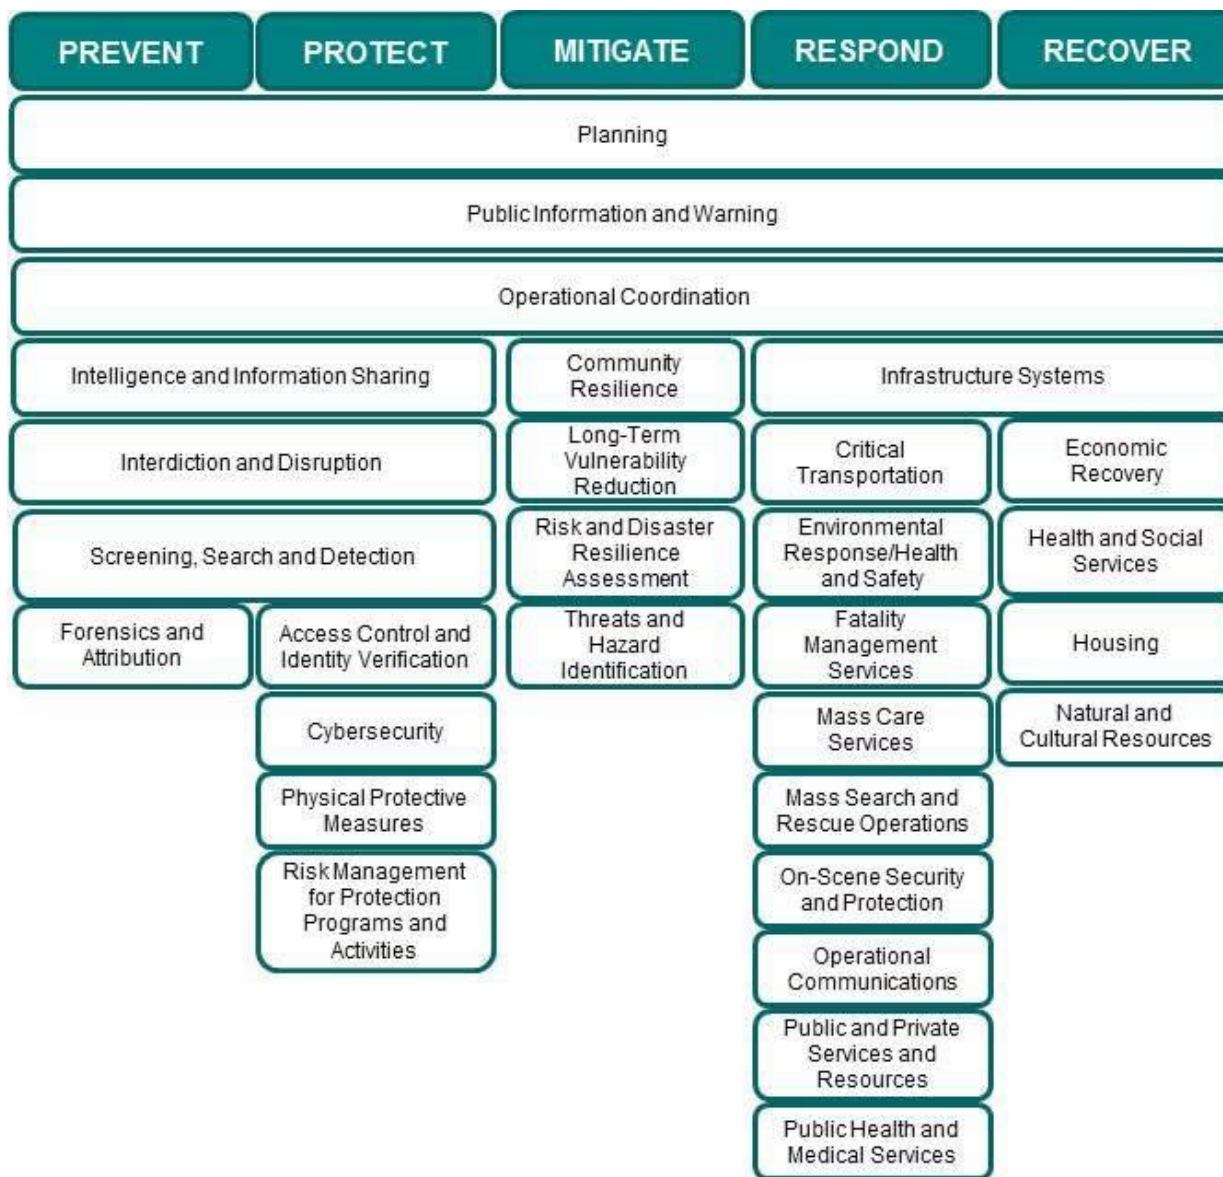 PREVENT
PROTECT
MITIGATE
RESPOND
RECOVER
Planning
Public Information and Warning
Operational Coordination
Intelligence and Information Sharing
Community
Resilience
Infrastructure Systems
Interdiction and Disruption
Long-Term
Vulnerability
Reduction
Critical
Transportation
Economic
Recovery
Screening, Search and Detection
Risk and Disaster
Resilience
Assessment
Environmental
Response/Health
and Safety
Health and Social
Services
Forensics and
Attribution
Access Control and
Identity Verification
Threats and
Hazard
Identification
Fatality
Management
Services
Housing
Cybersecurity
Mass Care
Services
Natural and
Cultural Resources
Physical Protective
Measures
Mass Search and
Rescue Operations
Risk Management
for Protection
Programs and
Activities
On-Scene Security
and Protection
Operational
Communications
Public and Private
Services and
Resources
Public Health and
Medical Services